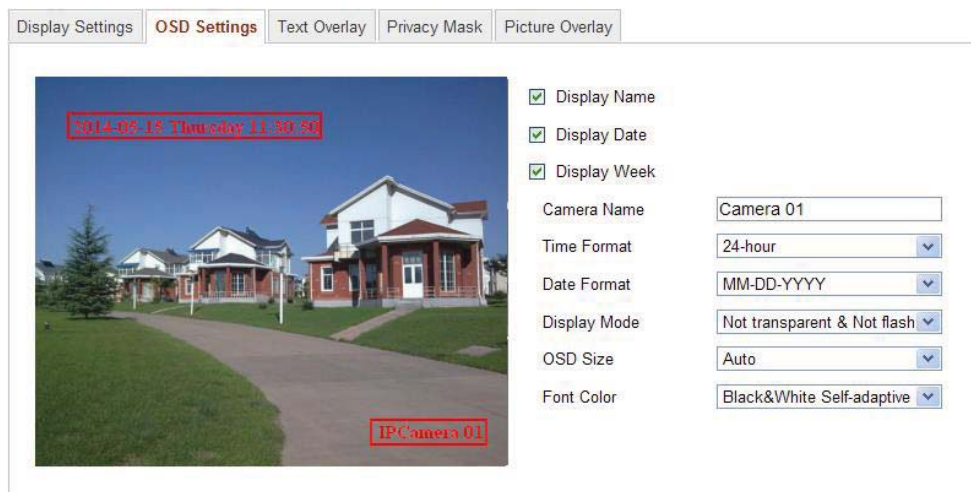 Display Settings OSD Settings Text Overlay Privacy Mask Picture Overlay
2014-05-15 Thursday 11:50:50
IPCamera 01
Display Name
Display Date
Display Week
Camera Name Camera 01
Time Format 24-hour
Date Format MM-DD-YYYY
Display Mode Not transparent & Not flash
OSD Size Auto
Font Color Black&White Self-adaptive